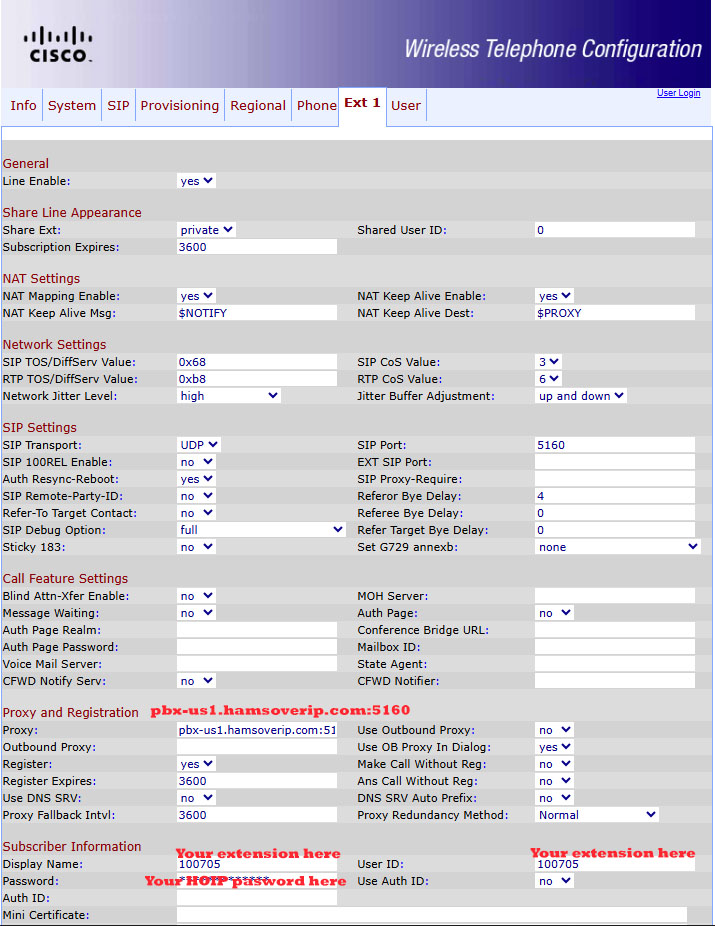 CISCO
Wireless Telephone Configuration
User Login
Info System SIP Provisioning Regional Phone Ext 1 User
General
Line Enable: yes
Share Line Appearance
Share Ext: private Shared User ID: 0
Subscription Expires: 3600
NAT Settings
NAT Mapping Enable: yes NAT Keep Alive Enable: yes
NAT Keep Alive Msg: $NOTIFY NAT Keep Alive Dest: $PROXY
Network Settings
SIP TOS/DiffServ Value: 0x68 SIP CoS Value: 3
RTP TOS/DiffServ Value: 0xb8 RTP CoS Value: 6
Network Jitter Level: high Jitter Buffer Adjustment: up and down
SIP Settings
SIP Transport: UDP SIP Port: 5160
SIP 100REL Enable: no EXT SIP Port:
Auth Resync-Reboot: yes SIP Proxy-Require:
SIP Remote-Party-ID: no Referor Bye Delay: 4
Refer-To Target Contact: no Referee Bye Delay: 0
SIP Debug Option: full Refer Target Bye Delay: 0
Sticky 183: no Set G729 annexb: none
Call Feature Settings
Blind Attn-Xfer Enable: no MOH Server:
Message Waiting: no Auth Page: no
Auth Page Realm: Conference Bridge URL:
Auth Page Password: Mailbox ID:
Voice Mail Server: State Agent:
CFWD Notify Serv: no CFWD Notifier:
Proxy and Registration pbx-us1.hamsoverip.com:5160
Proxy: pbx-us1.hamsoverip.com:51 Use Outbound Proxy: no
Outbound Proxy: Use OB Proxy In Dialog: yes
Register: yes Make Call Without Reg: no
Register Expires: 3600 Ans Call Without Reg: no
Use DNS SRV: no DNS SRV Auto Prefix: no
Proxy Fallback Intvl: 3600 Proxy Redundancy Method: Normal
Subscriber Information
Your extension here Your extension here
Display Name: 100705 User ID: 100705
Password: Your HOIP pasword here Use Auth ID: no
Auth ID:
Mini Certificate: